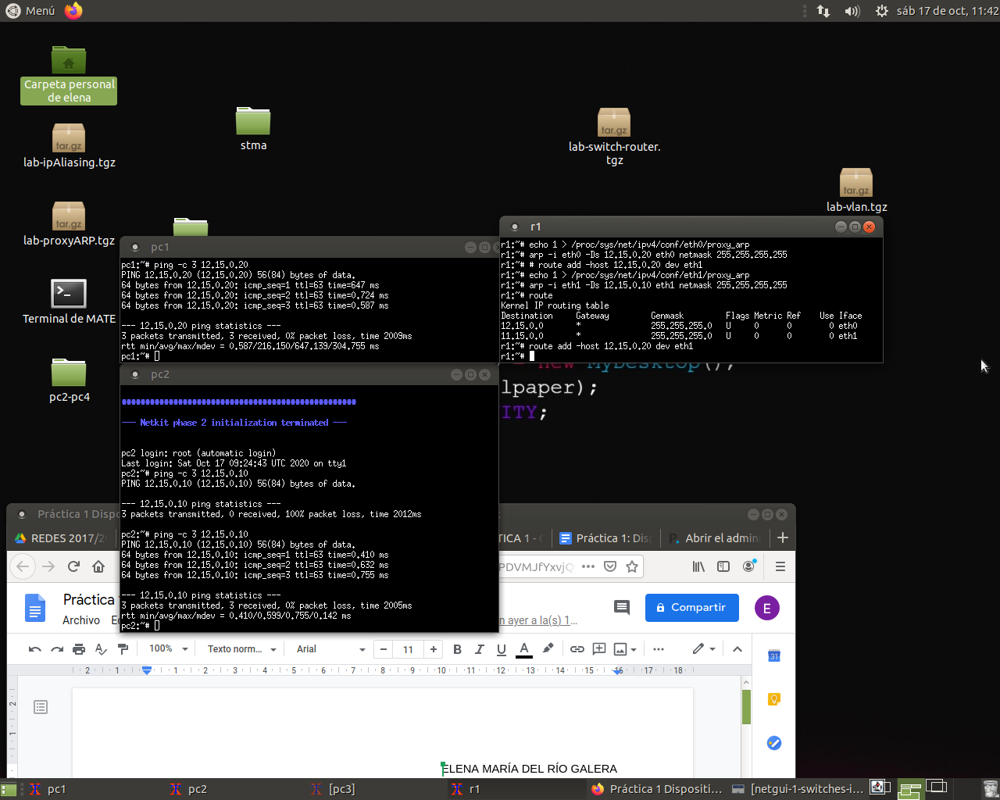 Menú
sáb 17 de oct, 11:42
Carpeta personal
de elena
lab-ipAliasing.tgz
lab-proxyARP.tgz
Terminal de MATE
pc2-pc4
stma
lab-switch-router.
tgz
lab-vlan.tgz
tar.gz
tar.gz
tar.gz
tar.gz
pc1
pc1:~# ping -c 3 12.15.0.20
PING 12.15.0.20 (12.15.0.20) 56(84) bytes of data.
64 bytes from 12.15.0.20: icmp_seq=1 ttl=63 time=647 ms
64 bytes from 12.15.0.20: icmp_seq=2 ttl=63 time=0.724 ms
64 bytes from 12.15.0.20: icmp_seq=3 ttl=63 time=0.587 ms
--- 12.15.0.20 ping statistics ---
3 packets transmitted, 3 received, 0% packet loss, time 2009ms
rtt min/avg/max/mdev = 0.587/216.150/647.139/304.755 ms
pc1:~#
r1
r1:~# echo 1 > /proc/sys/net/ipv4/conf/eth0/proxy_arp
r1:~# arp -i eth0 -Ds 12.15.0.20 eth0 netmask 255.255.255.255
r1:~# # route add -host 12.15.0.20 dev eth1
r1:~# echo 1 > /proc/sys/net/ipv4/conf/eth1/proxy_arp
r1:~# arp -i eth1 -Ds 12.15.0.10 eth1 netmask 255.255.255.255
r1:~# route
Kernel IP routing table
Destination Gateway Genmask Flags Metric Ref Use Iface
12.15.0.0 * 255.255.255.0 U 0 0 0 eth0
11.15.0.0 * 255.255.255.0 U 0 0 0 eth1
r1:~# route add -host 12.15.0.20 dev eth1
r1:~#
= new MyDesktop();
lpaper);
ITY;
pc2
##################################################
--- Netkit phase 2 initialization terminated ---
pc2 login: root (automatic login)
Last login: Sat Oct 17 09:24:43 UTC 2020 on tty1
pc2:~# ping -c 3 12.15.0.10
PING 12.15.0.10 (12.15.0.10) 56(84) bytes of data.
--- 12.15.0.10 ping statistics ---
3 packets transmitted, 0 received, 100% packet loss, time 2012ms
pc2:~# ping -c 3 12.15.0.10
PING 12.15.0.10 (12.15.0.10) 56(84) bytes of data.
64 bytes from 12.15.0.10: icmp_seq=1 ttl=63 time=0.410 ms
64 bytes from 12.15.0.10: icmp_seq=2 ttl=63 time=0.632 ms
64 bytes from 12.15.0.10: icmp_seq=3 ttl=63 time=0.755 ms
--- 12.15.0.10 ping statistics ---
3 packets transmitted, 3 received, 0% packet loss, time 2005ms
rtt min/avg/max/mdev = 0.410/0.599/0.755/0.142 ms
pc2:~#
Práctica 1 Dispo
REDES 2017/2
TICA 1 - 
Práctica 1: Dis
Abrir el admin
PDVMJfYxvjQ
Práctica
Archivo
n ayer a la(s) 1...
Compartir
E
100% Texto norm... Arial 11 B I U A
2 1 1 2 3 4 5 6 7 8 9 10 11 12 13 14 15 16 17 18
2
1
31
ELENA MARÍA DEL RÍO GALERA
pc1
pc2
[pc3]
r1
Práctica 1 Dispositi...
[netgui-1-switches-i...